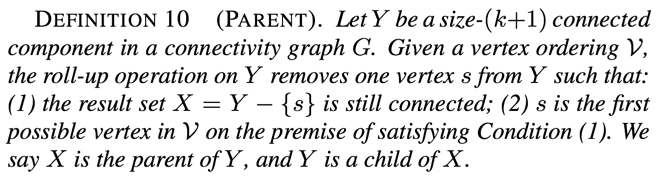 DEFINITION 10 (PARENT). Let Y be a size-(k+1) connected
component in a connectivity graph G. Given a vertex ordering 𝒱,
the roll-up operation on Y removes one vertex s from Y such that:
(1) the result set X = Y − {s} is still connected; (2) s is the first
possible vertex in 𝒱 on the premise of satisfying Condition (1). We
say X is the parent of Y, and Y is a child of X.